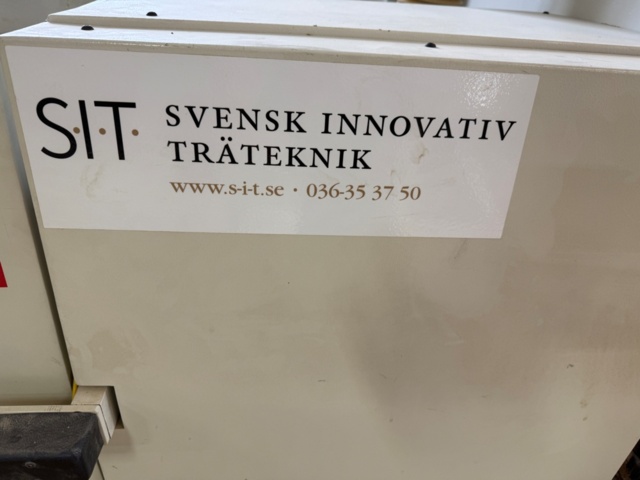 S·I·T·
SVENSK INNOVATIV
TRÄTEKNIK
www.s-i-t.se · 036-35 37 50